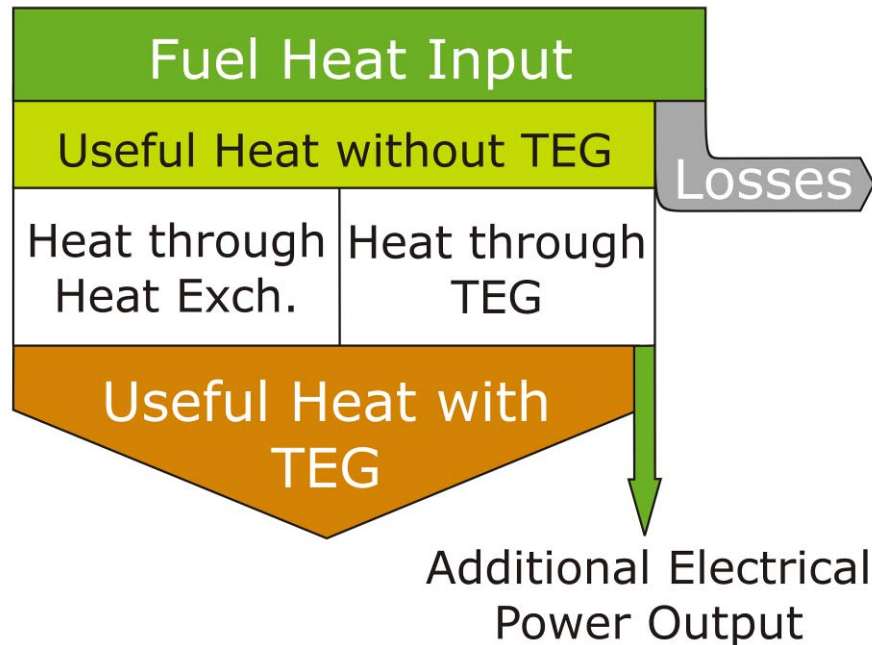 Fuel Heat Input
Useful Heat without TEG
Losses
Heat through
Heat Exch.
Heat through
TEG
Useful Heat with
TEG
Additional Electrical
Power Output